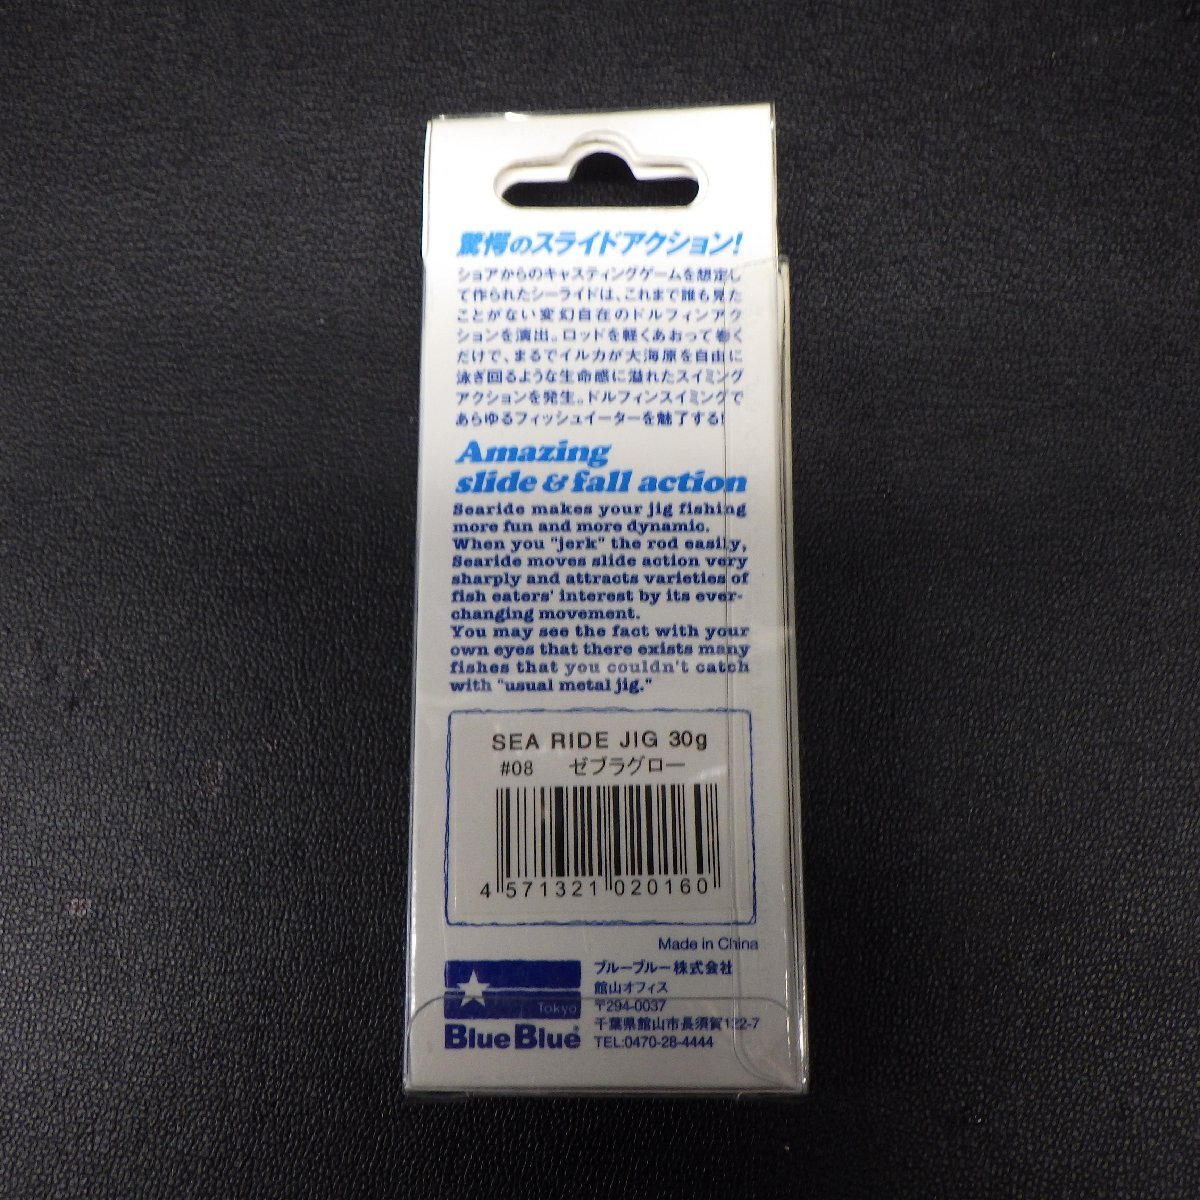 驚愕のスライドアクション!
ショアからのキャスティングゲームを想定し
て作られたシーライドは、これまで誰も見た
ことがない変幻自在のドルフィンアク
ションを演出。ロッドを軽くあおって巻く
だけで、まるでイルカが大海原を自由に
泳ぎ回るような生命感に溢れたスイミング
アクションを発生。ドルフィンスイミングで
あらゆるフィッシュイーターを魅了する!
Amazing
slide & fall action
Searide makes your jig fishing
more fun and more dynamic.
When you "jerk" the rod easily,
Searide moves slide action very
sharply and attracts varieties of
fish eaters' interest by its ever-
changing movement.
You may see the fact with your
own eyes that there exists many
fishes that you couldn't catch
with "usual metal jig."
SEA RIDE JIG 30g
#08 ゼブラグロー
4 571321 020160
Made in China
Tokyo
BlueBlue®
ブルーブルー株式会社
館山オフィス
〒294-0037
千葉県館山市長須賀122-7
TEL:0470-28-4444